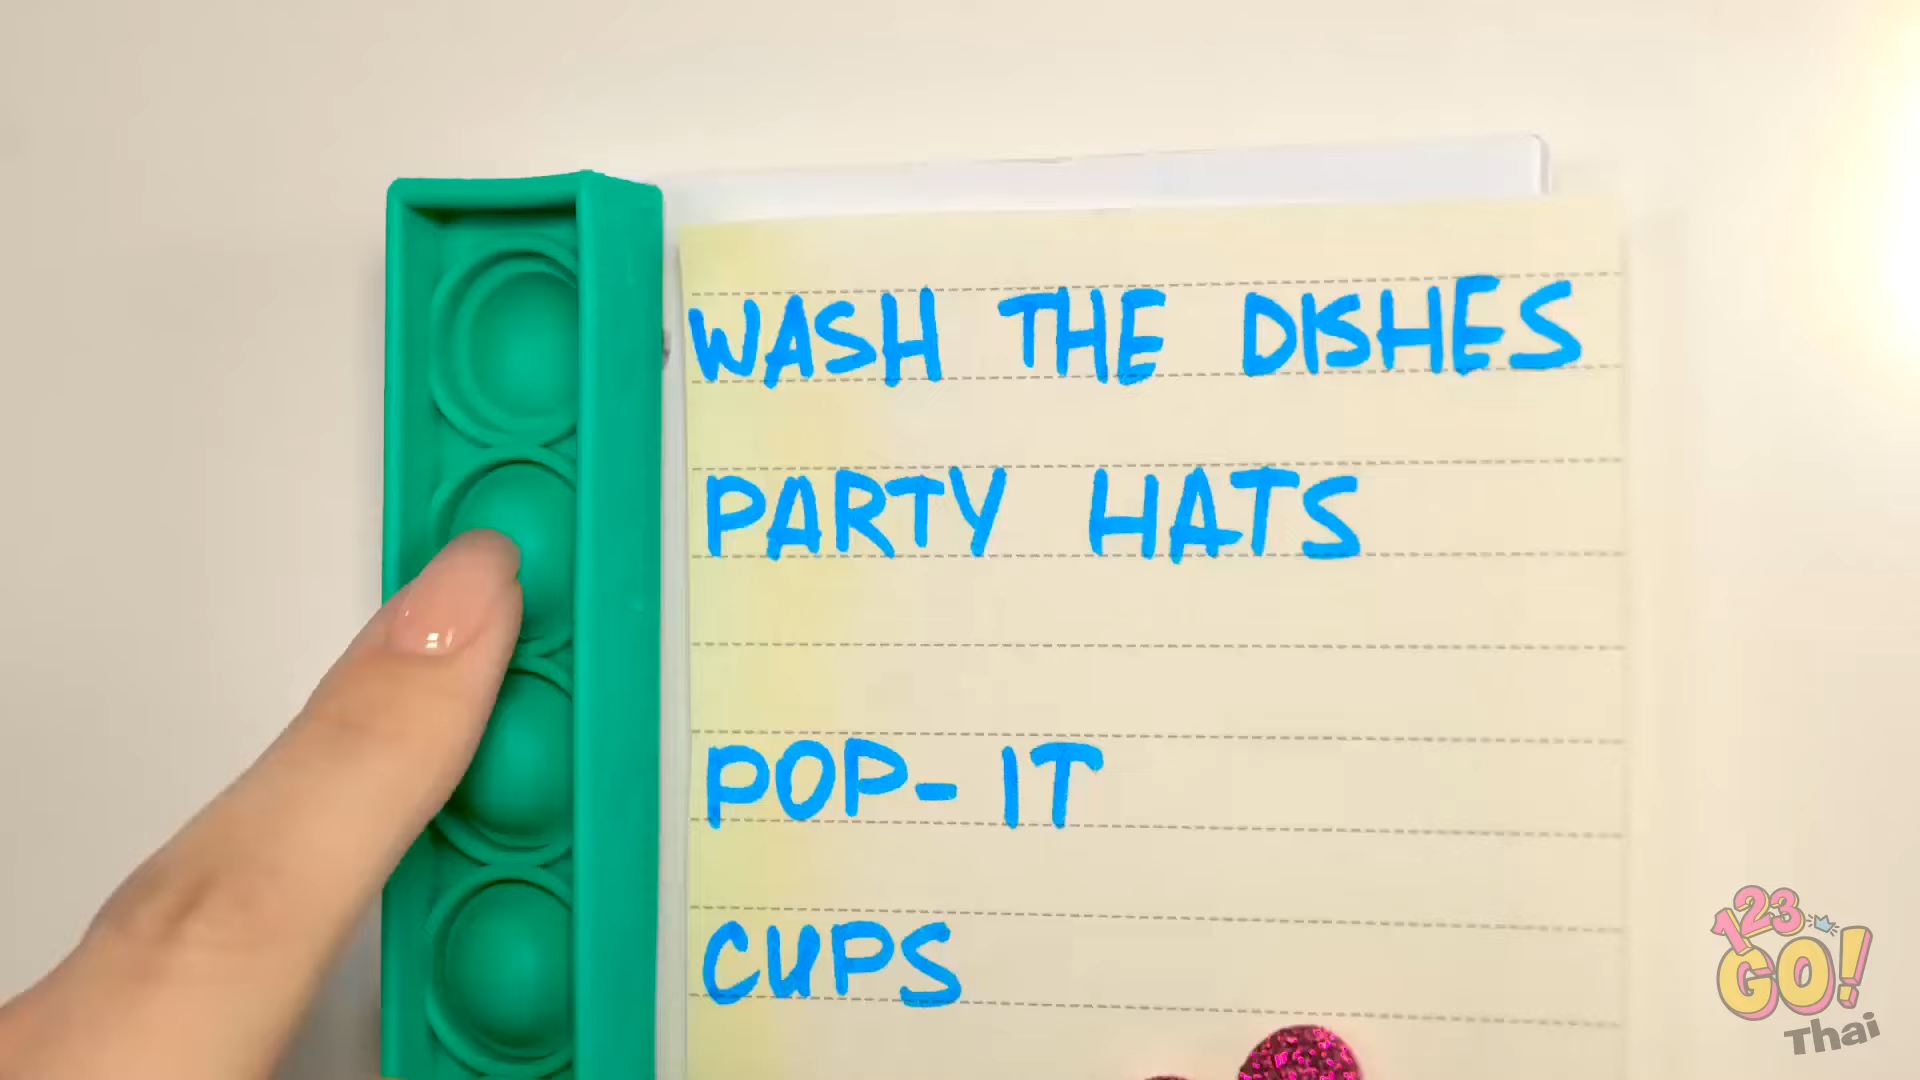 WASH THE DISHES
PARTY HATS
POP-IT
CUPS
123
GO!
Thai